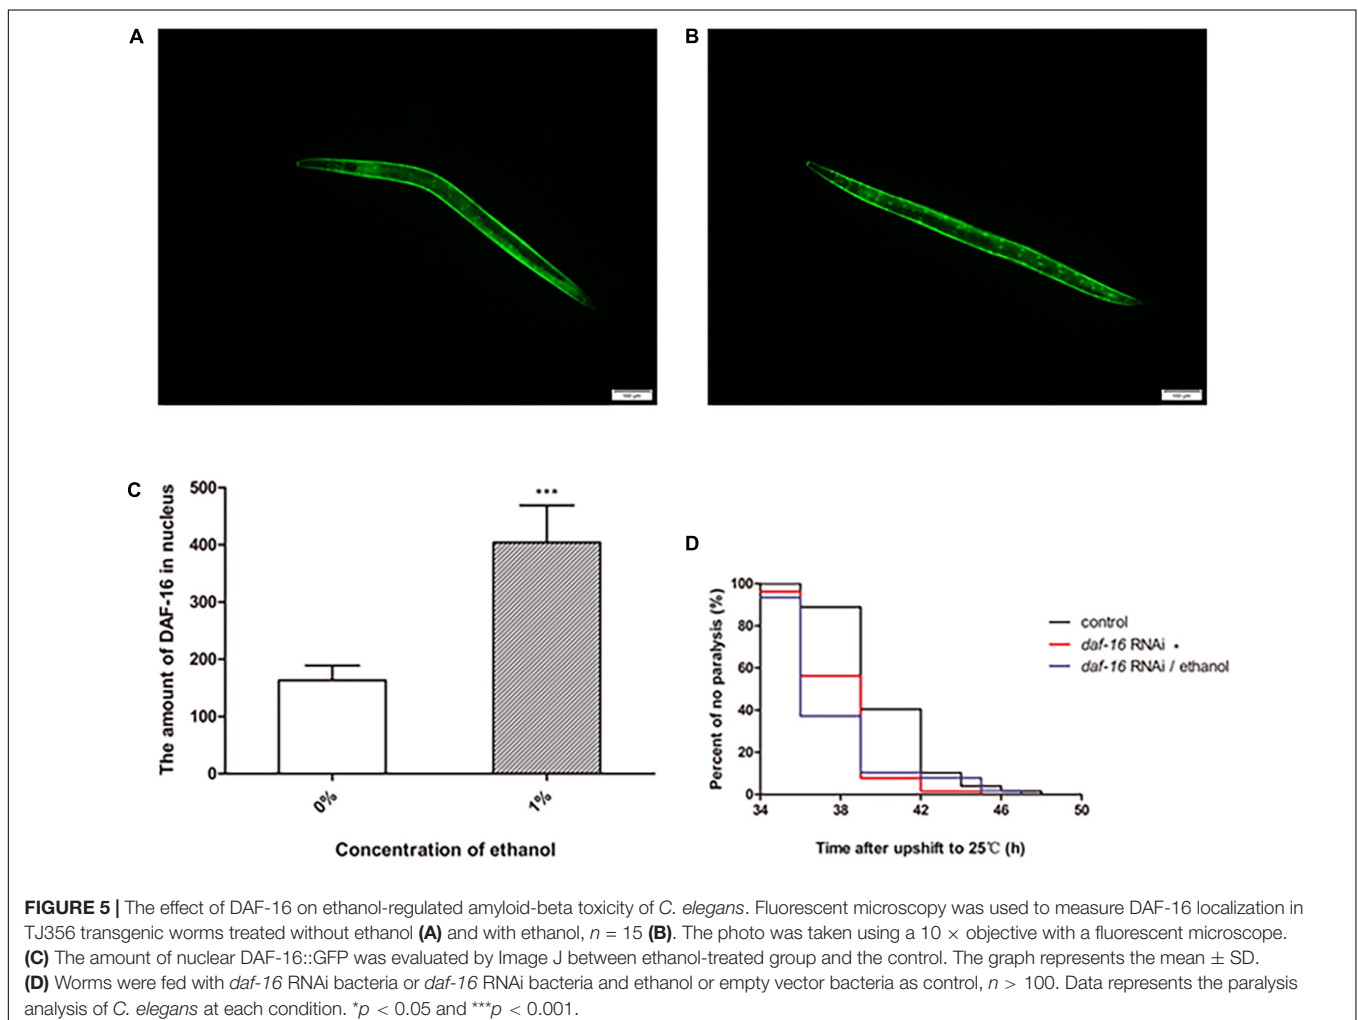 A
B
100 μm
100 μm
C
The amount of DAF-16 in nucleus
500
400
300
200
100
0
***
0%
1%
Concentration of ethanol
D
Percent of no paralysis (%)
100
80
60
40
20
0
34
38
42
46
50
Time after upshift to 25℃ (h)
control
daf-16 RNAi *
daf-16 RNAi / ethanol
FIGURE 5 | The effect of DAF-16 on ethanol-regulated amyloid-beta toxicity of C. elegans. Fluorescent microscopy was used to measure DAF-16 localization in
TJ356 transgenic worms treated without ethanol (A) and with ethanol, n = 15 (B). The photo was taken using a 10 × objective with a fluorescent microscope.
(C) The amount of nuclear DAF-16::GFP was evaluated by Image J between ethanol-treated group and the control. The graph represents the mean ± SD.
(D) Worms were fed with daf-16 RNAi bacteria or daf-16 RNAi bacteria and ethanol or empty vector bacteria as control, n > 100. Data represents the paralysis
analysis of C. elegans at each condition. *p < 0.05 and ***p < 0.001.